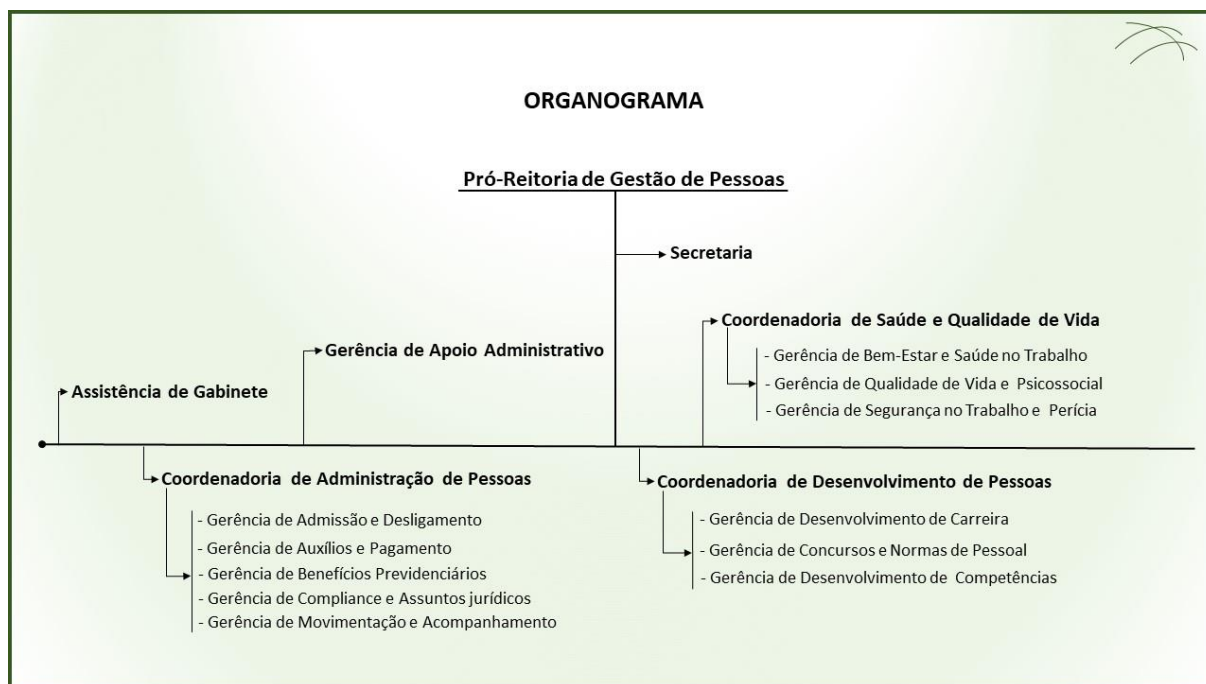 ORGANOGRAMA
Pró-Reitoria de Gestão de Pessoas
Secretaria
Coordenadoria de Saúde e Qualidade de Vida
- Gerência de Bem-Estar e Saúde no Trabalho
- Gerência de Qualidade de Vida e Psicossocial
- Gerência de Segurança no Trabalho e Perícia
Gerência de Apoio Administrativo
Assistência de Gabinete
Coordenadoria de Administração de Pessoas
- Gerência de Admissão e Desligamento
- Gerência de Auxílios e Pagamento
- Gerência de Benefícios Previdenciários
- Gerência de Compliance e Assuntos jurídicos
- Gerência de Movimentação e Acompanhamento
Coordenadoria de Desenvolvimento de Pessoas
- Gerência de Desenvolvimento de Carreira
- Gerência de Concursos e Normas de Pessoal
- Gerência de Desenvolvimento de Competências